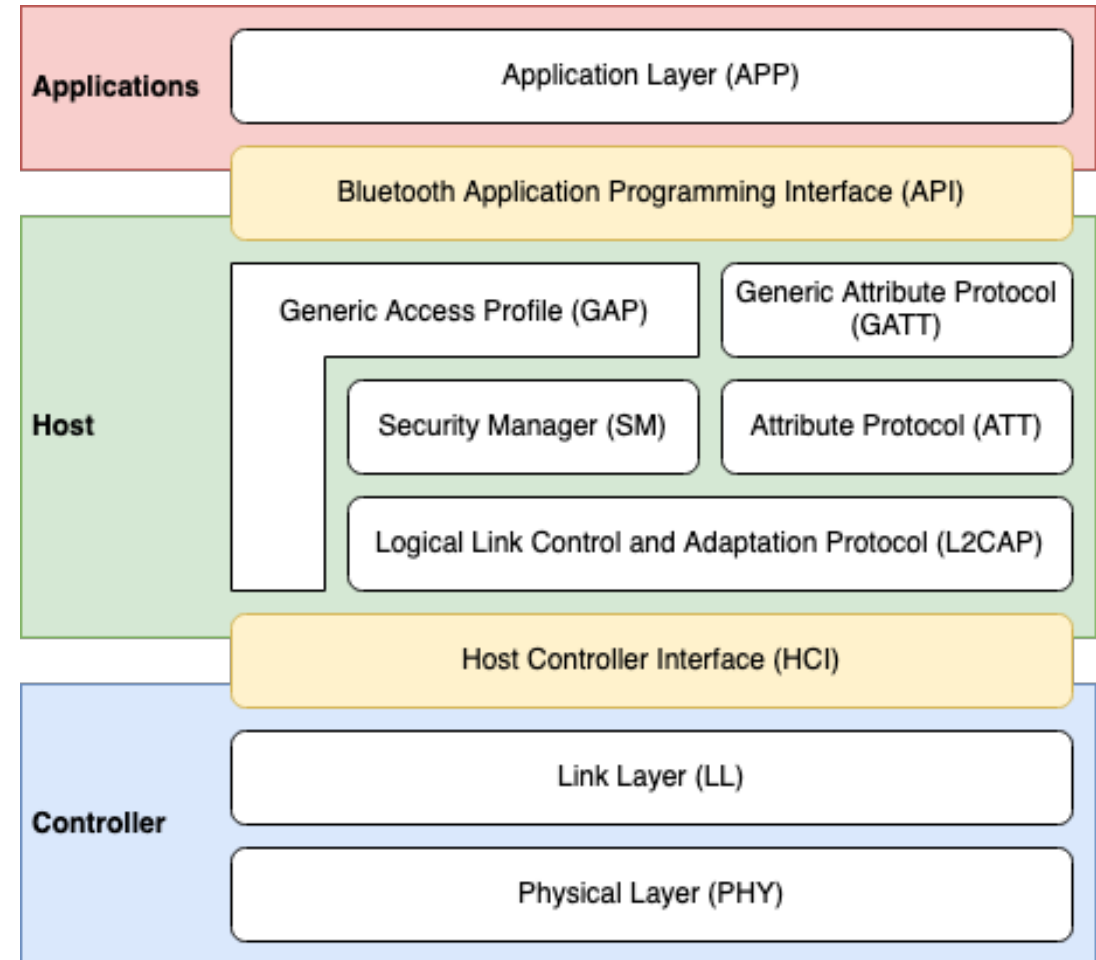 Applications
Application Layer (APP)
Bluetooth Application Programming Interface (API)
Host
Generic Access Profile (GAP)
Generic Attribute Protocol
(GATT)
Security Manager (SM)
Attribute Protocol (ATT)
Logical Link Control and Adaptation Protocol (L2CAP)
Host Controller Interface (HCI)
Controller
Link Layer (LL)
Physical Layer (PHY)